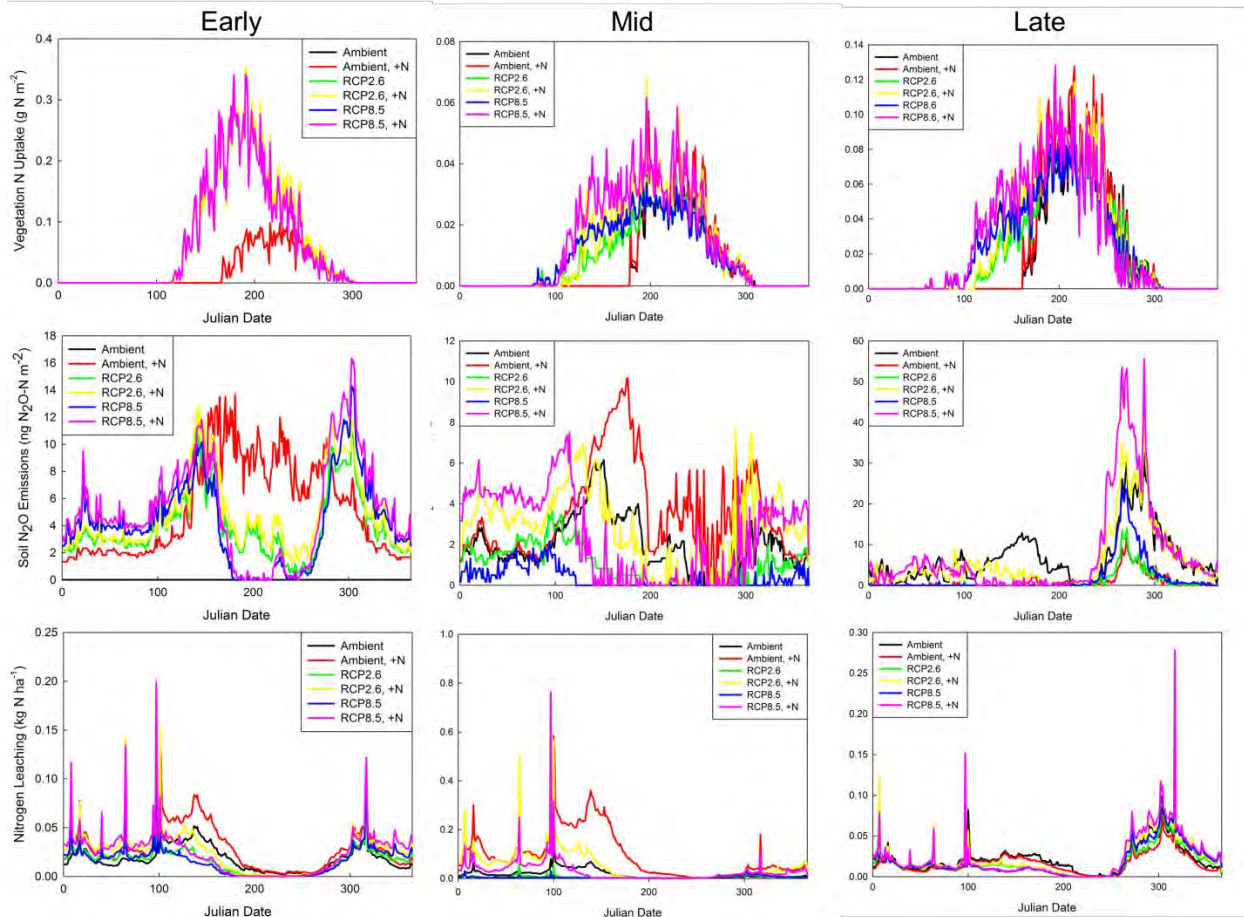 Early
Mid
Late
Vegetation N Uptake (g N m⁻²)
0.4
0.3
0.2
0.1
0.0
0
100
200
300
Julian Date
Ambient
Ambient, +N
RCP2.6
RCP2.6, +N
RCP8.5
RCP8.5, +N
0.08
0.06
0.04
0.02
0.00
0
100
200
300
Julian Date
Ambient
Ambient, +N
RCP2.6
RCP2.6, +N
RCP8.5
RCP8.5, +N
0.14
0.12
0.10
0.08
0.06
0.04
0.02
0.00
0
100
200
300
Julian Date
Ambient
Ambient, +N
RCP2.6
RCP2.6, +N
RCP8.6
RCP8.6, +N
Soil N₂O Emissions (ng N₂O-N m⁻²)
18
16
14
12
10
8
6
4
2
0
0
100
200
300
Julian Date
Ambient
Ambient, +N
RCP2.6
RCP2.6, +N
RCP8.5
RCP8.5, +N
12
10
8
6
4
2
0
0
100
200
300
Julian Date
Ambient
Ambient, +N
RCP2.6
RCP2.6, +N
RCP8.5
RCP8.5, +N
60
50
40
30
20
10
0
0
100
200
300
Julian Date
Ambient
Ambient, +N
RCP2.6
RCP2.6, +N
RCP8.5
RCP8.5, +N
Nitrogen Leaching (kg N ha⁻¹)
0.25
0.20
0.15
0.10
0.05
0.00
0
100
200
300
Julian Date
Ambient
Ambient, +N
RCP2.6
RCP2.6, +N
RCP8.5
RCP8.5, +N
1.0
0.8
0.6
0.4
0.2
0.0
0
100
200
300
Julian Date
Ambient
Ambient, +N
RCP2.6
RCP2.6, +N
RCP8.5
RCP8.5, +N
0.30
0.25
0.20
0.15
0.10
0.05
0.00
0
100
200
300
Julian Date
Ambient
Ambient, +N
RCP2.6
RCP2.6, +N
RCP8.5
RCP8.5, +N